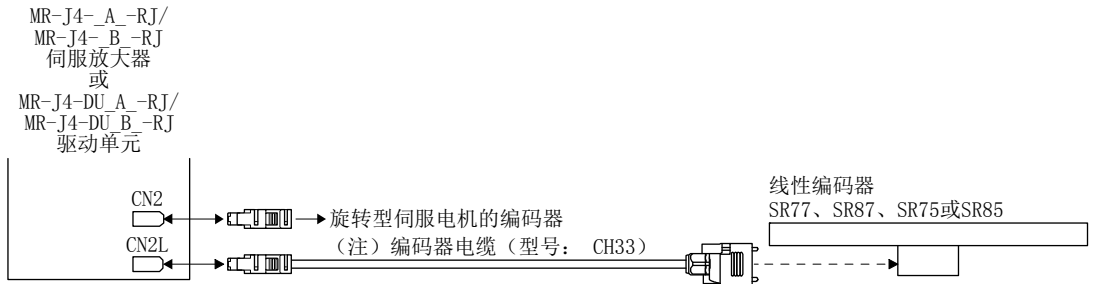 MR-J4-_A_-RJ/
MR-J4-_B_-RJ
伺服放大器
或
MR-J4-DU_A_-RJ/
MR-J4-DU_B_-RJ
驱动单元
CN2
旋转型伺服电机的编码器
CN2L
（注）编码器电缆（型号： CH33）
线性编码器
SR77、SR87、SR75或SR85